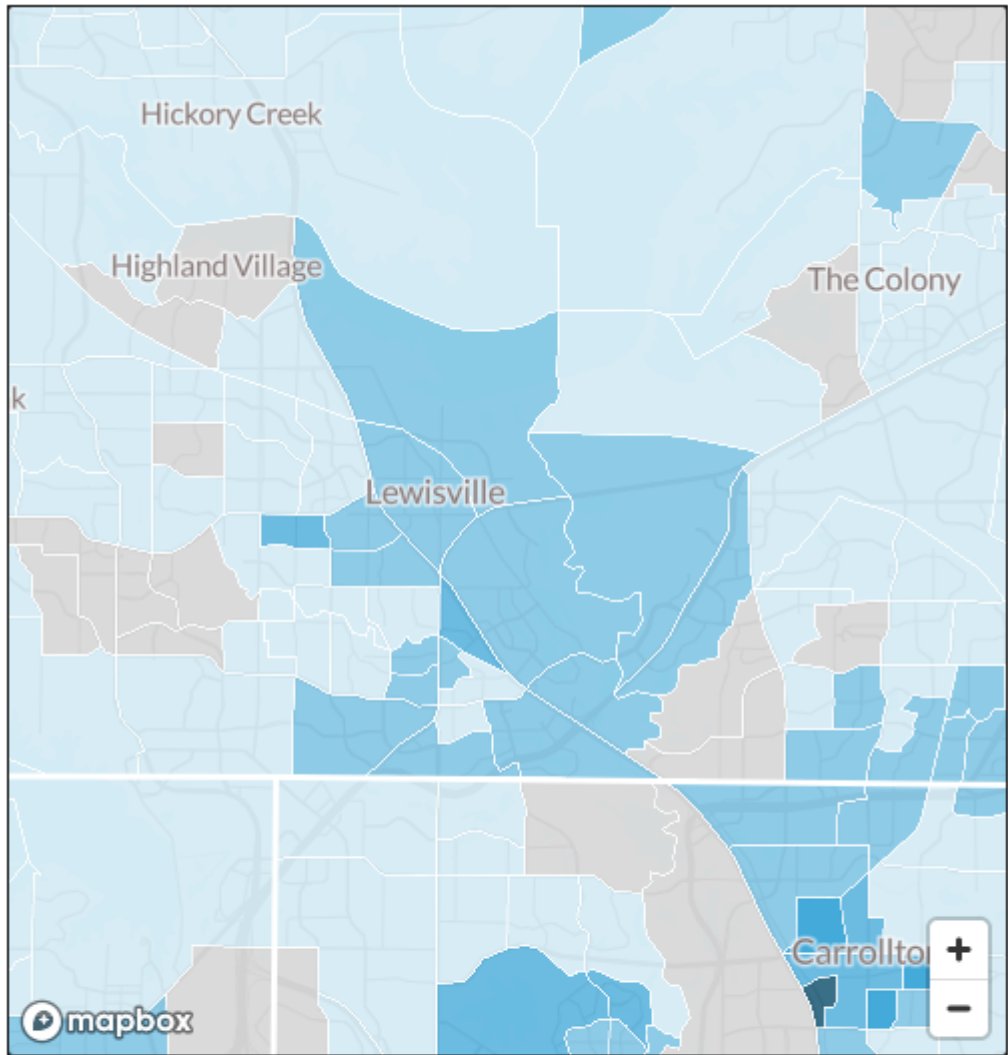 Hickory Creek
Highland Village
The Colony
k
Lewisville
Carrollton
+
−
mapbox